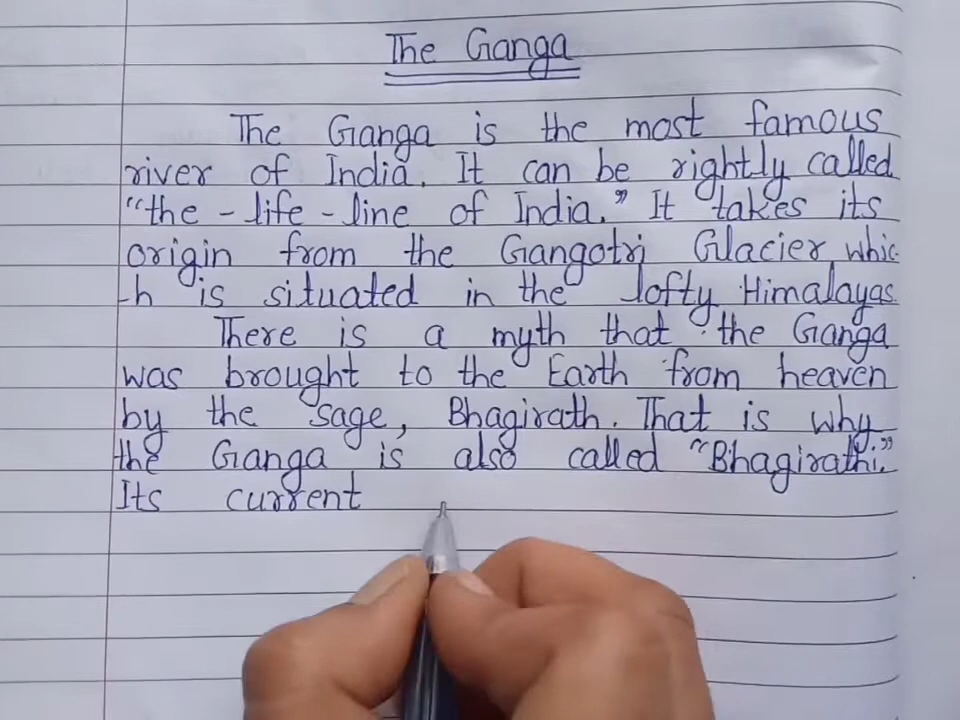 The Ganga
The Ganga is the most famous
river of India. It can be rightly called
"the - life - line of India." It takes its
origin from the Gangotri Glacier, whic-
-h is situated in the lofty Himalayas
There is a myth that the Ganga
was brought to the Earth from heaven
by the sage, Bhagirath. That is why
the Ganga is also called "Bhagirathi."
Its current